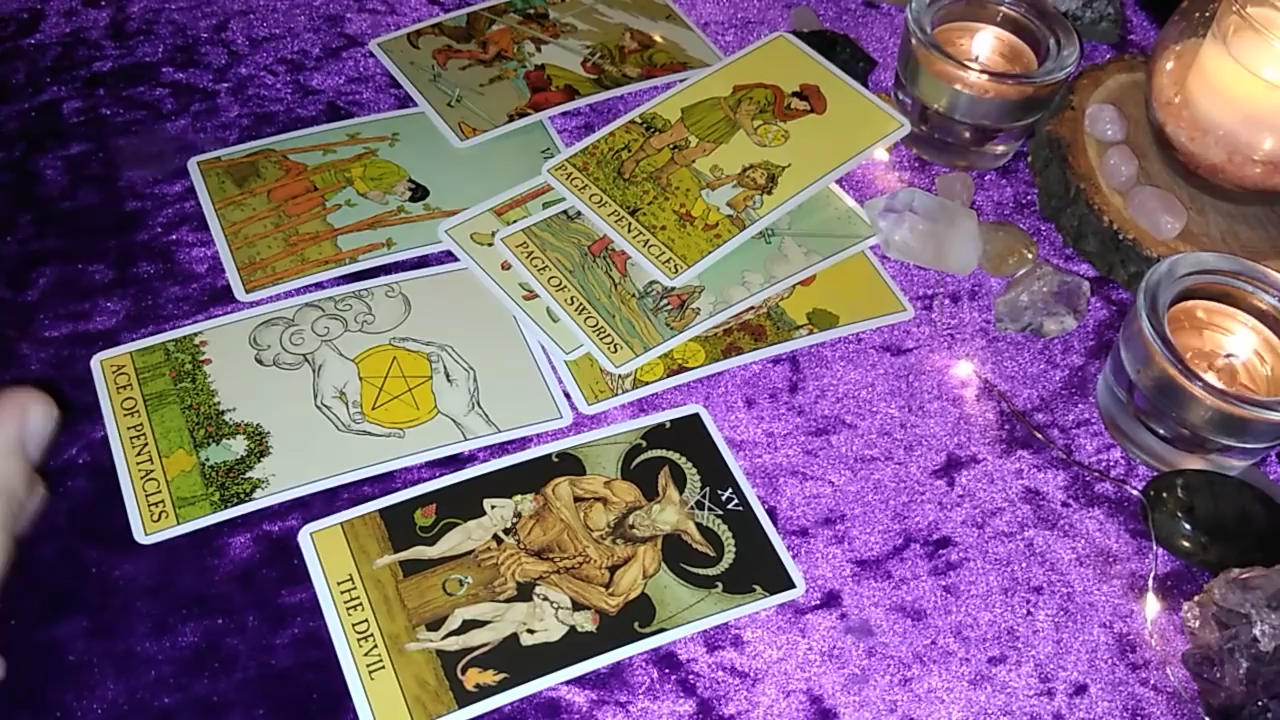 PAGE OF PENTACLES
PAGE OF SWORDS
ACE OF PENTACLES
XV
THE DEVIL